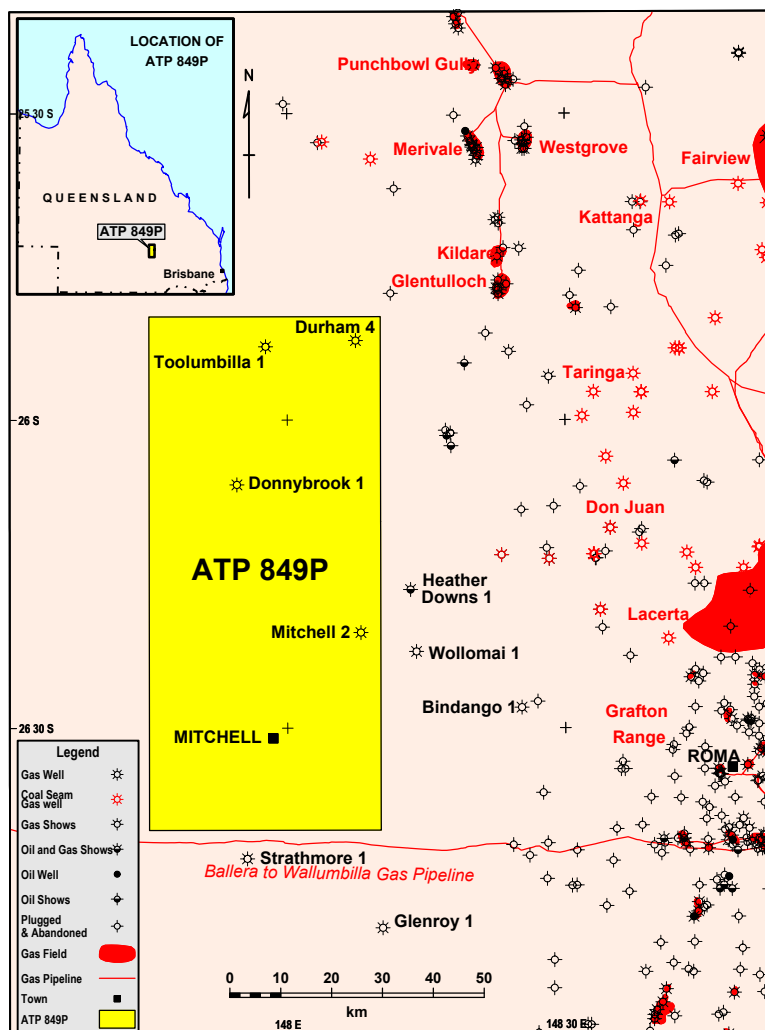 LOCATION OF
ATP 849P
QUEENSLAND
ATP 849P
Brisbane
N
25 30 S
26 S
26 30 S
Punchbowl Gully
Merivale
Westgrove
Fairview
Kattanga
Kildare
Glentulloch
Durham 4
Toolumbilla 1
Taringa
Donnybrook 1
Don Juan
ATP 849P
Heather
Downs 1
Lacerta
Mitchell 2
Wollomai 1
Bindango 1
Grafton
Range
MITCHELL
ROMA
Strathmore 1
Ballera to Wallumbilla Gas Pipeline
Glenroy 1
Legend
Gas Well
Coal Seam
Gas well
Gas Shows
Oil and Gas Shows
Oil Well
Oil Shows
Plugged
& Abandoned
Gas Field
Gas Pipeline
Town
ATP 849P
0 10 20 30 40 50
km
148 E
148 30 E